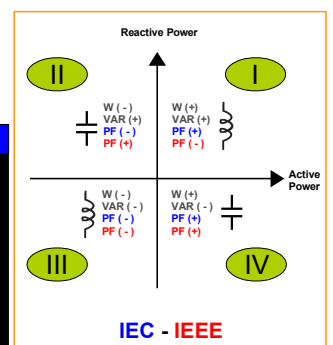 Reactive Power
II
I
W ( - )
VAR (+)
PF ( - )
PF (+)
W (+)
VAR (+)
PF (+)
PF ( - )
Active
Power
W ( - )
VAR ( - )
PF ( - )
PF ( - )
W (+)
VAR ( - )
PF (+)
PF (+)
III
IV
IEC - IEEE